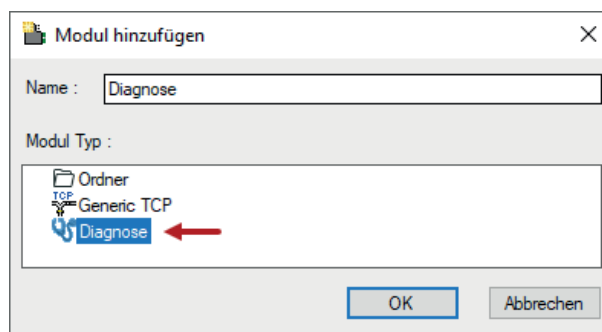 Modul hinzufügen
Name : Diagnose
Modul Typ :
Ordner
TCP Generic TCP
Diagnose
OK Abbrechen